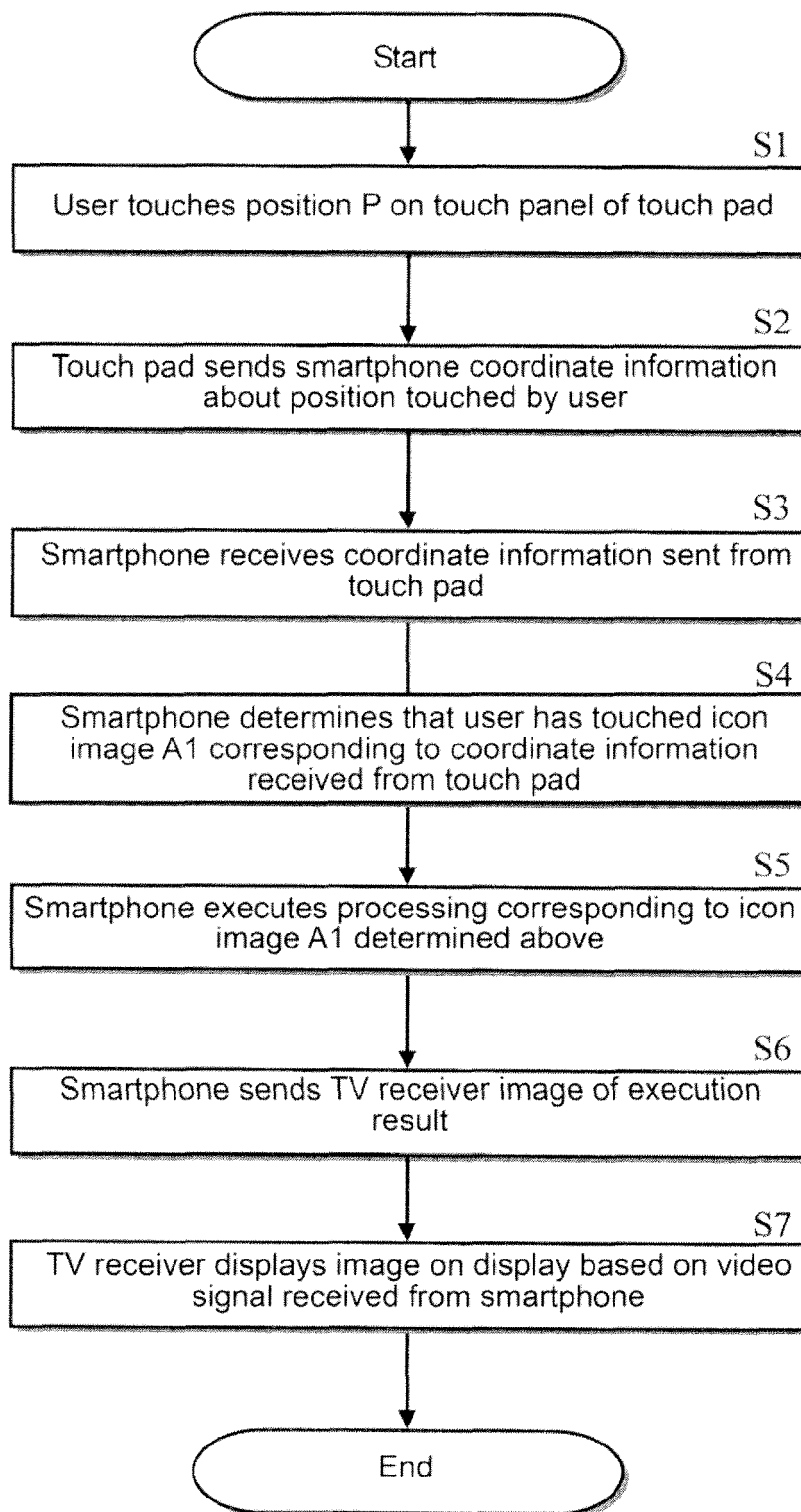 Start
S1
User touches position P on touch panel of touch pad
S2
Touch pad sends smartphone coordinate information
about position touched by user
S3
Smartphone receives coordinate information sent from
touch pad
S4
Smartphone determines that user has touched icon
image A1 corresponding to coordinate information
received from touch pad
S5
Smartphone executes processing corresponding to icon
image A1 determined above
S6
Smartphone sends TV receiver image of execution
result
S7
TV receiver displays image on display based on video
signal received from smartphone
End